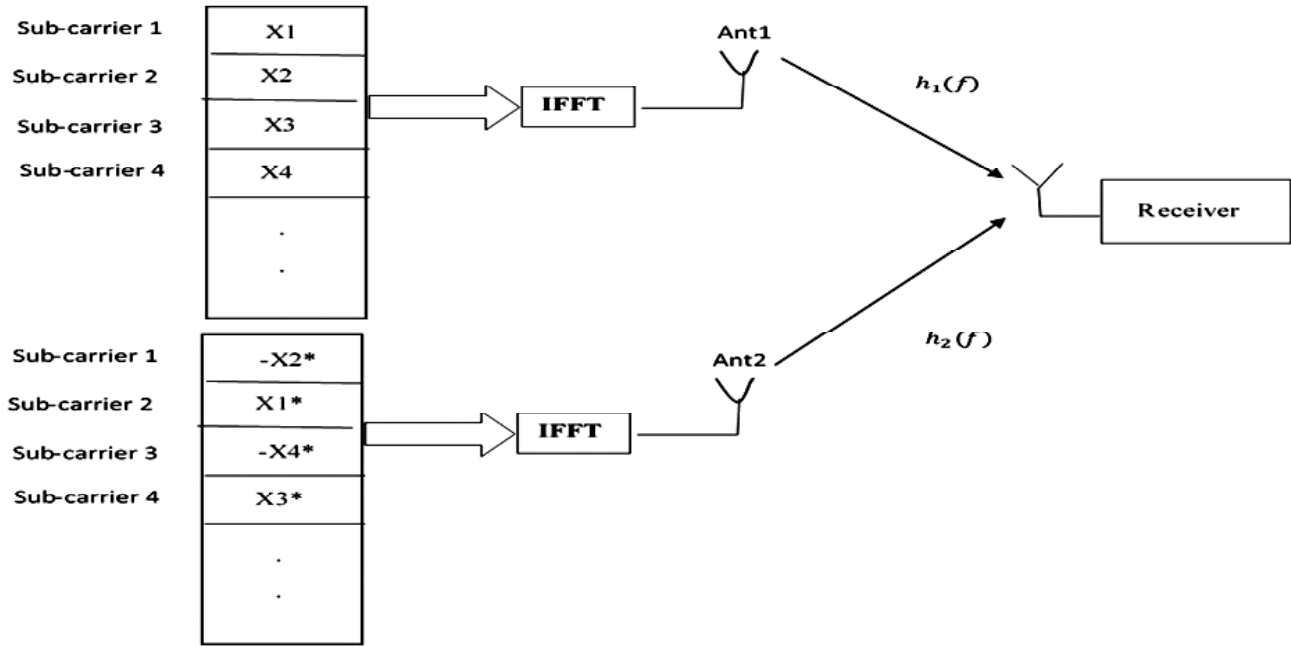 Sub-carrier 1 X1
Sub-carrier 2 X2
Sub-carrier 3 X3
Sub-carrier 4 X4
.
.
IFFT
Ant1
h₁(f)
Receiver
Sub-carrier 1 -X2*
Sub-carrier 2 X1*
Sub-carrier 3 -X4*
Sub-carrier 4 X3*
.
.
IFFT
Ant2
h₂(f)